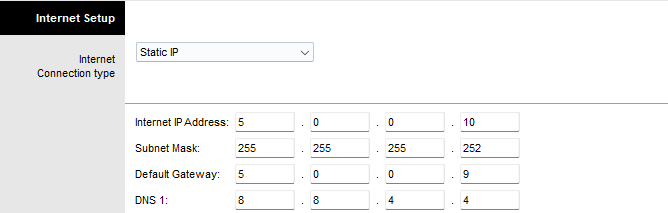 Internet Setup
Internet
Connection type
Static IP
Internet IP Address: 5 . 0 . 0 . 10
Subnet Mask: 255 . 255 . 255 . 252
Default Gateway: 5 . 0 . 0 . 9
DNS 1: 8 . 8 . 4 . 4